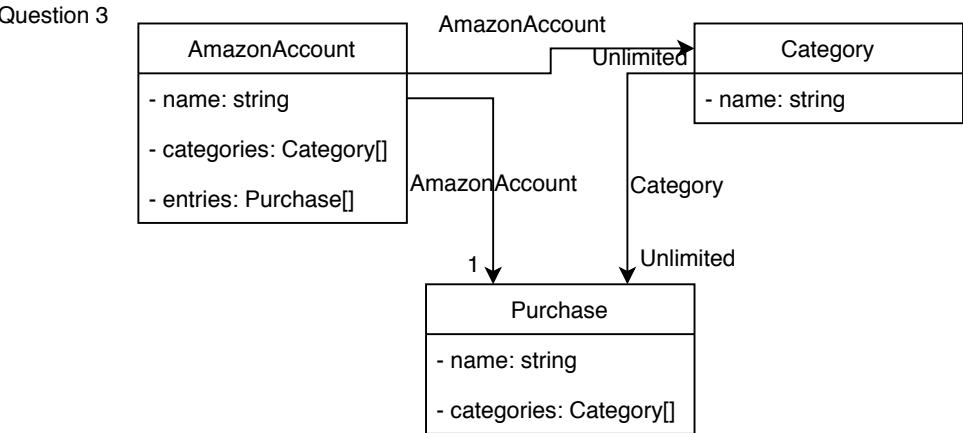 Question 3
AmazonAccount
AmazonAccount
- name: string
- categories: Category[]
- entries: Purchase[]
Unlimited
Category
- name: string
AmazonAccount
1
Category
Unlimited
Purchase
- name: string
- categories: Category[]